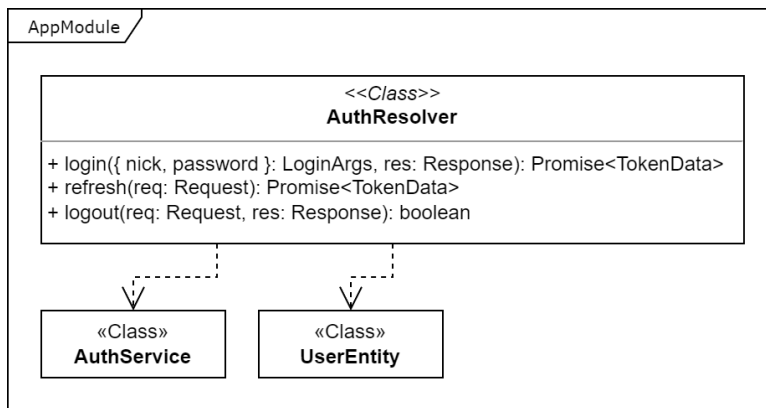 AppModule
<<Class>>
AuthResolver
+ login({ nick, password }: LoginArgs, res: Response): Promise<TokenData>
+ refresh(req: Request): Promise<TokenData>
+ logout(req: Request, res: Response): boolean
«Class»
AuthService
«Class»
UserEntity